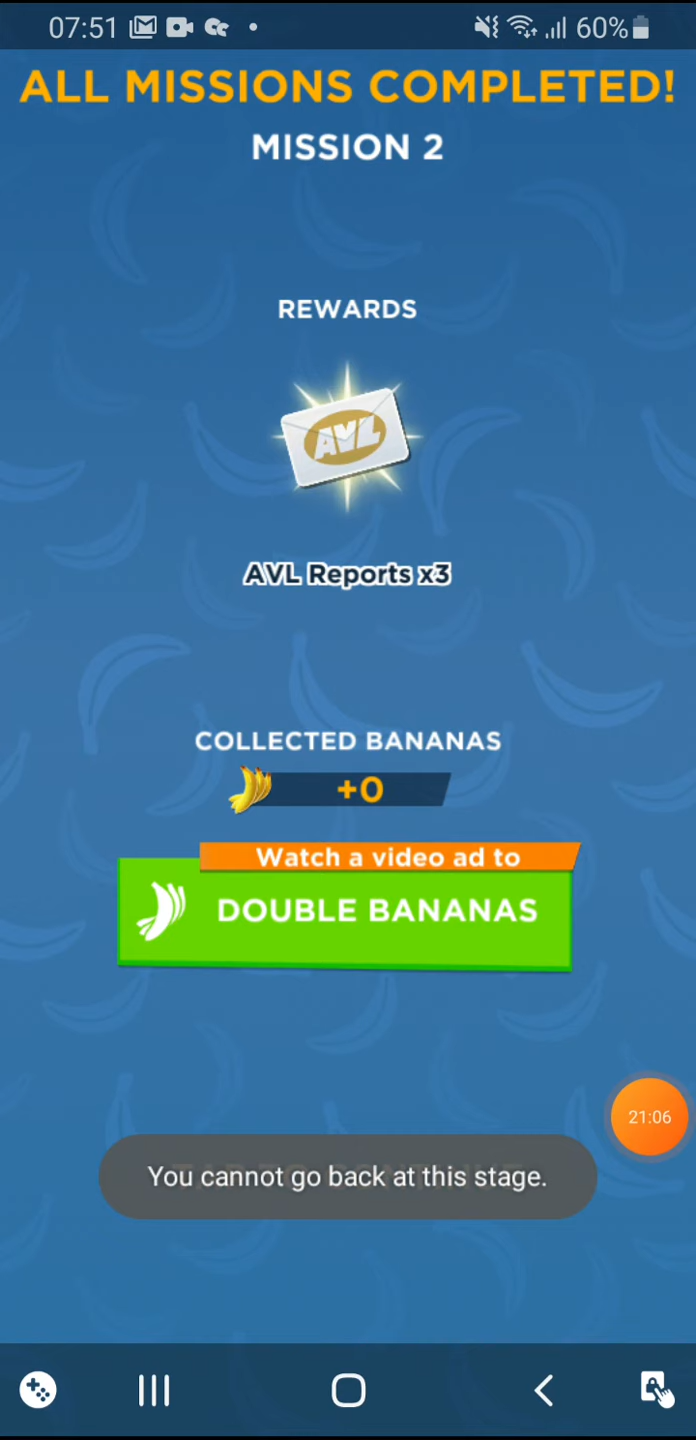 07:51
60%
ALL MISSIONS COMPLETED!
MISSION 2
REWARDS
AVL
AVL Reports x3
COLLECTED BANANAS
+0
Watch a video ad to
DOUBLE BANANAS
21:06
You cannot go back at this stage.